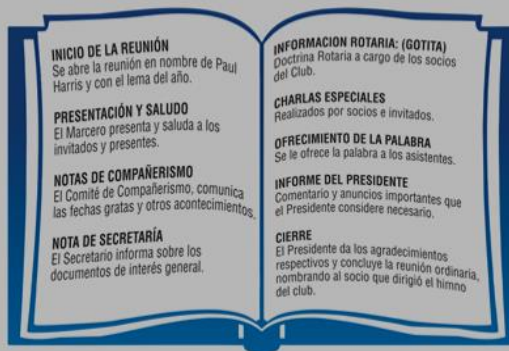 INICIO DE LA REUNIÓN
Se abre la reunión en nombre de Paul
Harris y con el lema del año.
PRESENTACIÓN Y SALUDO
El Marcero presenta y saluda a los
invitados y presentes.
NOTAS DE COMPAÑERISMO
El Comité de Compañerismo, comunica
las fechas gratas y otros acontecimientos.
NOTA DE SECRETARÍA
El Secretario informa sobre los
documentos de interés general.
INFORMACION ROTARIA: (GOTITA)
Doctrina Rotaria a cargo de los socios
del Club.
CHARLAS ESPECIALES
Realizados por socios e invitados.
OFRECIMIENTO DE LA PALABRA
Se le ofrece la palabra a los asistentes.
INFORME DEL PRESIDENTE
Comentario y anuncios importantes que
el Presidente considere necesario.
CIERRE
El Presidente da los agradecimientos
respectivos y concluye la reunión ordinaria,
nombrando al socio que dirigió el himno
del club.